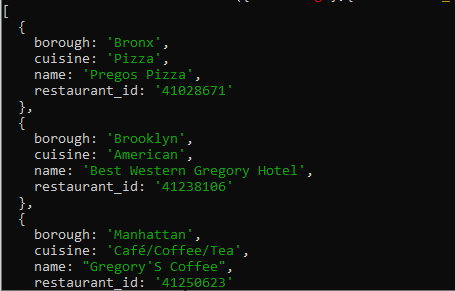 [
  {
    borough: 'Bronx',
    cuisine: 'Pizza',
    name: 'Pregos Pizza',
    restaurant_id: '41028671'
  },
  {
    borough: 'Brooklyn',
    cuisine: 'American',
    name: 'Best Western Gregory Hotel',
    restaurant_id: '41238106'
  },
  {
    borough: 'Manhattan',
    cuisine: 'Café/Coffee/Tea',
    name: "Gregory'S Coffee",
    restaurant_id: '41250623'